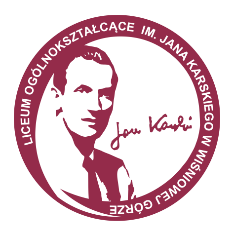 LICEUM OGÓLNOKSZTAŁCĄCE IM. JANA KARSKIEGO W WIŚNIOWEJ GÓRZE
Jan Karski